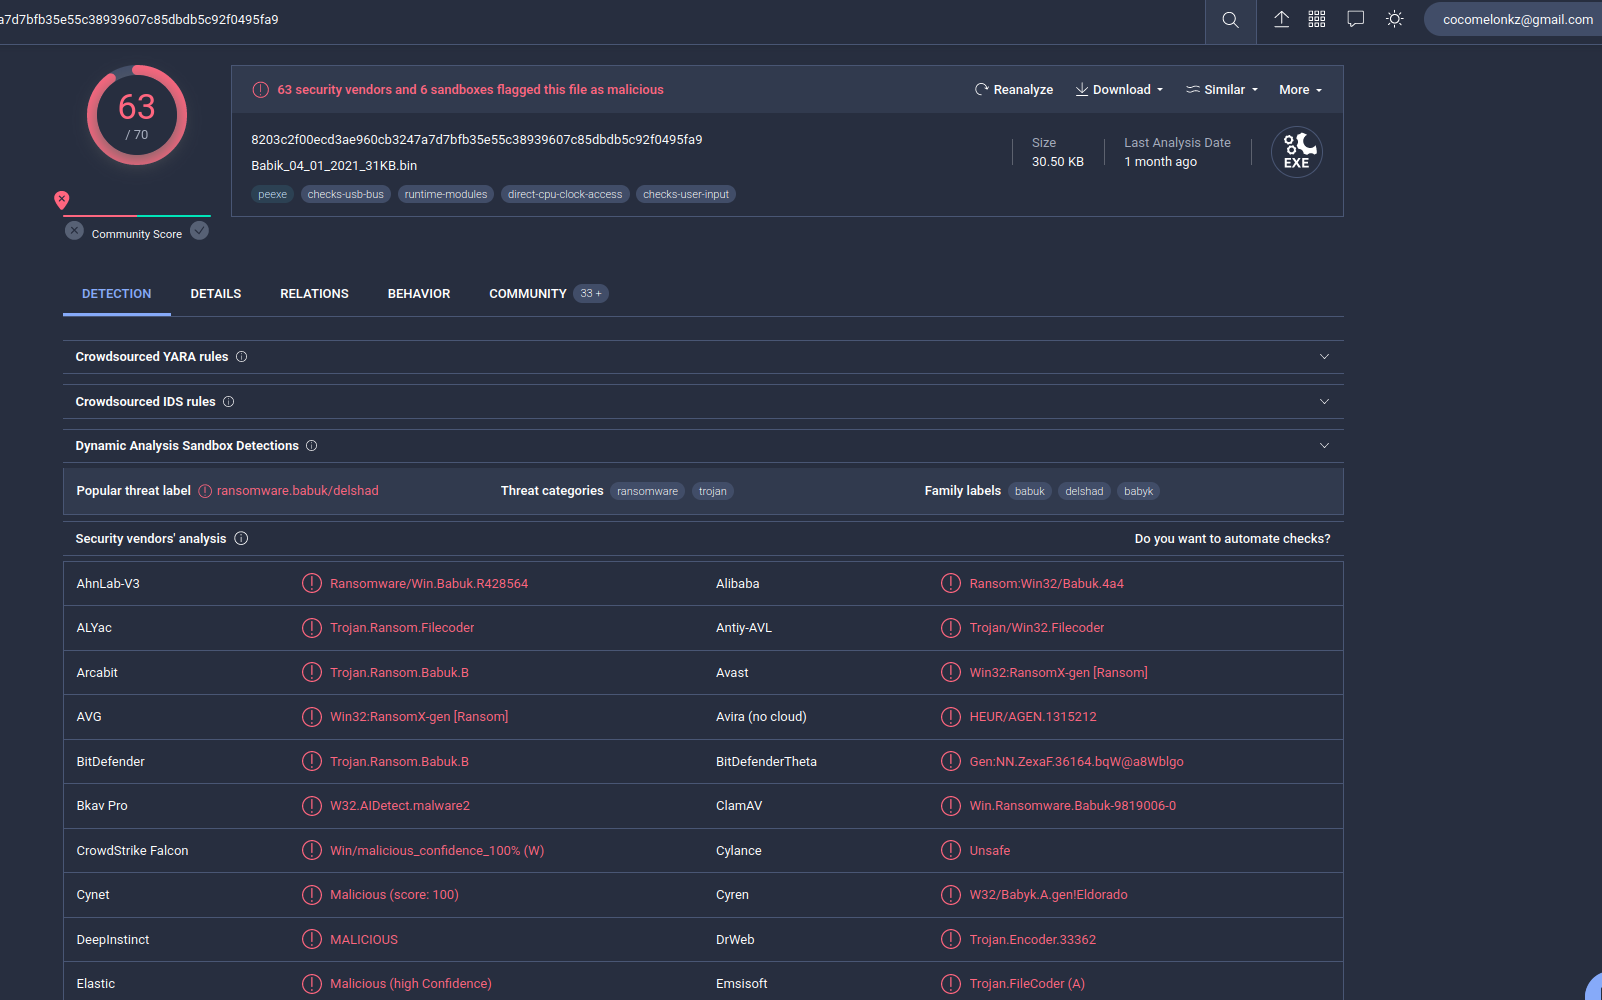 a7d7bfb35e55c38939607c85dbdb5c92f0495fa9
cocomelonkz@gmail.com
63
/ 70
63 security vendors and 6 sandboxes flagged this file as malicious
Reanalyze Download Similar More
8203c2f00ecd3ae960cb3247a7d7bfb35e55c38939607c85dbdb5c92f0495fa9
Babik_04_01_2021_31KB.bin
Size
30.50 KB
Last Analysis Date
1 month ago
EXE
peexe checks-usb-bus runtime-modules direct-cpu-clock-access checks-user-input
Community Score
DETECTION DETAILS RELATIONS BEHAVIOR COMMUNITY 33 +
Crowdsourced YARA rules
Crowdsourced IDS rules
Dynamic Analysis Sandbox Detections
Popular threat label ransomware.babuk/delshad Threat categories ransomware trojan Family labels babuk delshad babyk
Security vendors' analysis Do you want to automate checks?
AhnLab-V3 Ransomware/Win.Babuk.R428564 Alibaba Ransom:Win32/Babuk.4a4
ALYac Trojan.Ransom.Filecoder Antiy-AVL Trojan/Win32.Filecoder
Arcabit Trojan.Ransom.Babuk.B Avast Win32:RansomX-gen [Ransom]
AVG Win32:RansomX-gen [Ransom] Avira (no cloud) HEUR/AGEN.1315212
BitDefender Trojan.Ransom.Babuk.B BitDefenderTheta Gen:NN.ZexaF.36164.bqW@a8Wblgo
Bkav Pro W32.AIDetect.malware2 ClamAV Win.Ransomware.Babuk-9819006-0
CrowdStrike Falcon Win/malicious_confidence_100% (W) Cylance Unsafe
Cynet Malicious (score: 100) Cyren W32/Babyk.A.gen!Eldorado
DeepInstinct MALICIOUS DrWeb Trojan.Encoder.33362
Elastic Malicious (high Confidence) Emsisoft Trojan.FileCoder (A)